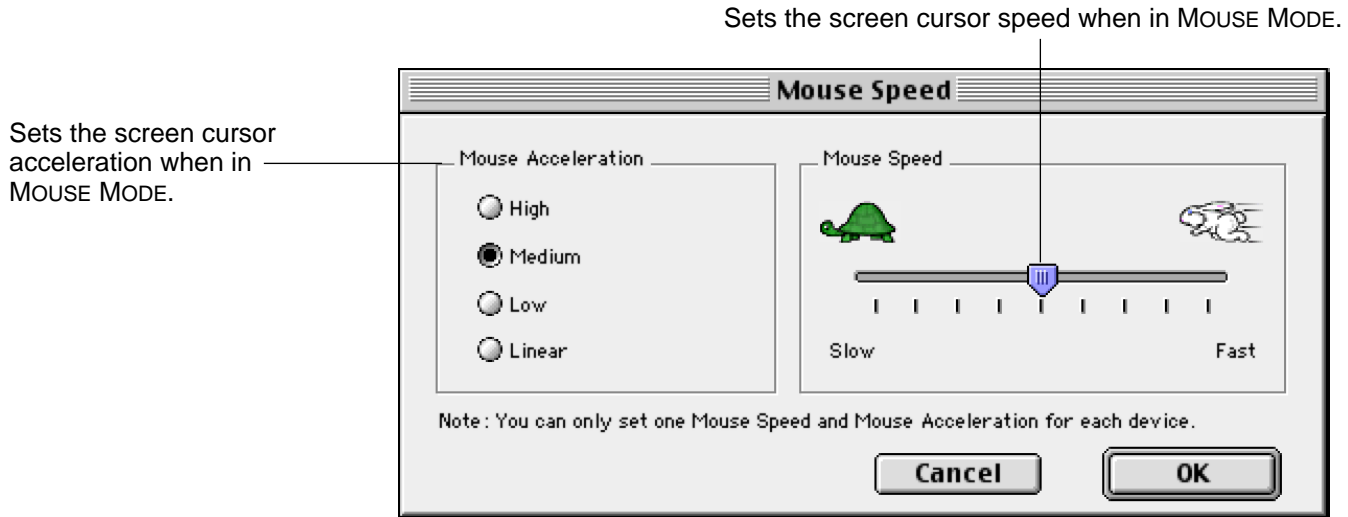 Sets the screen cursor speed when in MOUSE MODE.
Mouse Speed
Sets the screen cursor
acceleration when in
MOUSE MODE.
Mouse Acceleration
High
Medium
Low
Linear
Mouse Speed
Slow
Fast
Note: You can only set one Mouse Speed and Mouse Acceleration for each device.
Cancel
OK